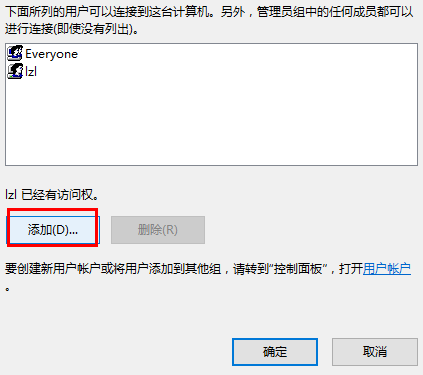 下面所列的用户可以连接到这台计算机。另外，管理员组中的任何成员都可以
进行连接(即使没有列出)。
Everyone
lzl
lzl 已经有访问权。
添加(D)... 删除(R)
要创建新用户帐户或将用户添加到其他组，请转到"控制面板"，打开用户帐户
。
确定 取消